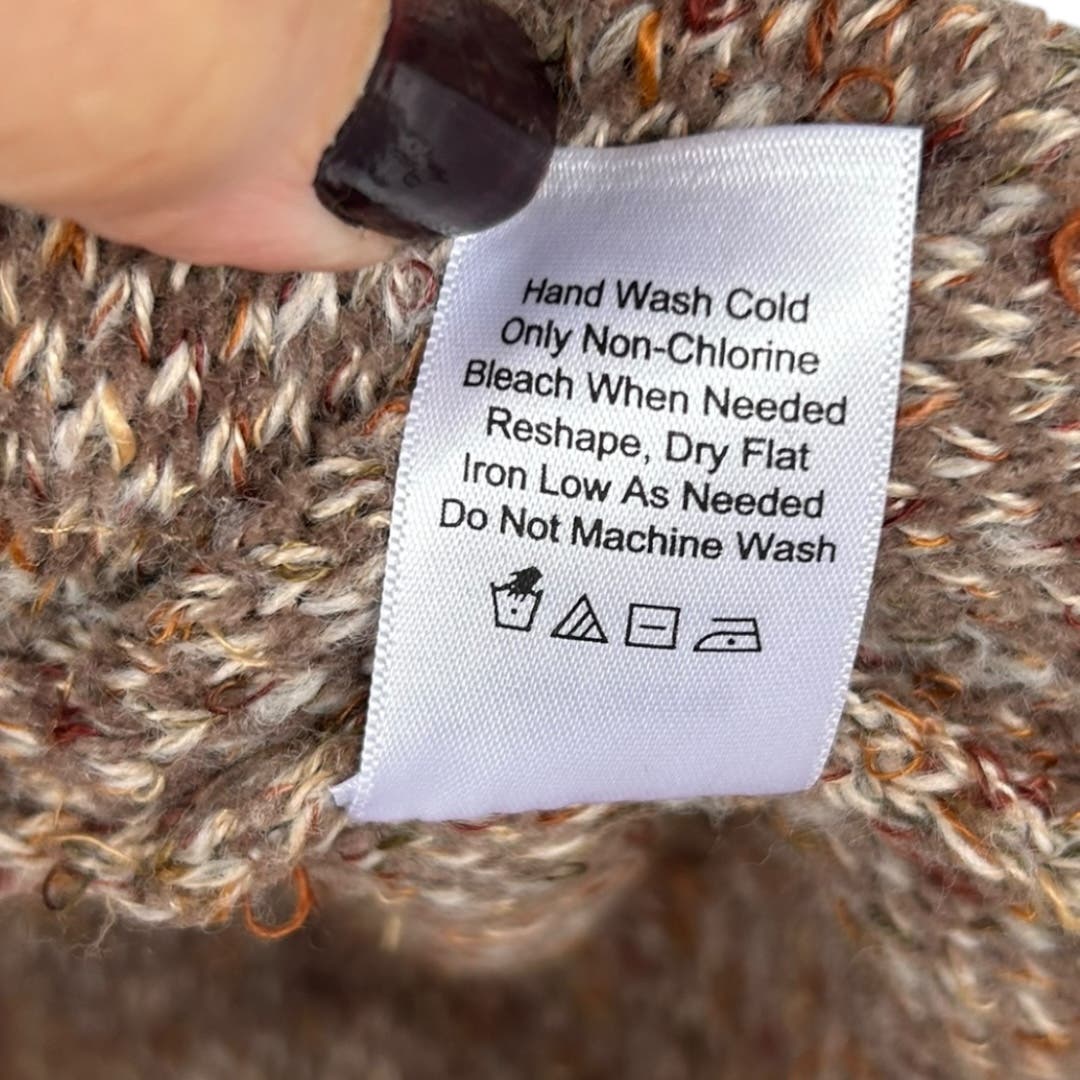 Hand Wash Cold
Only Non-Chlorine
Bleach When Needed
Reshape, Dry Flat
Iron Low As Needed
Do Not Machine Wash